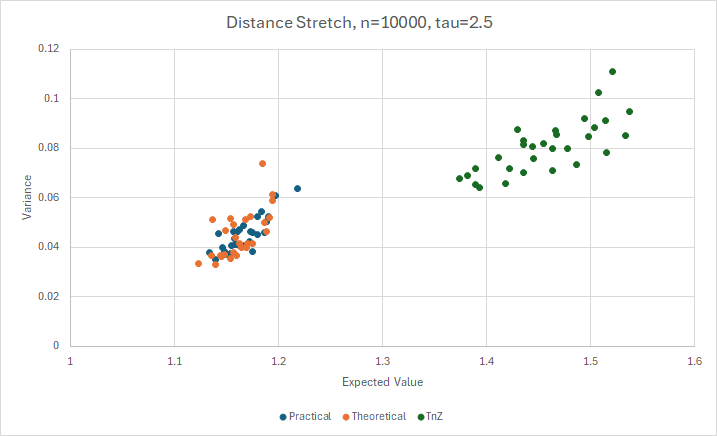 Distance Stretch, n=10000, tau=2.5
0.12
0.1
0.08
0.06
0.04
0.02
0
Variance
1 1.1 1.2 1.3 1.4 1.5 1.6
Expected Value
Practical Theoretical TnZ